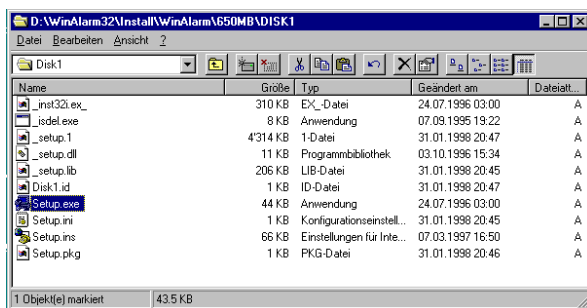 D:\WinAlarm32\Install\WinAlarm\650MB\DISK1
Datei Bearbeiten Ansicht ?
Disk1
Name Größe Typ Geändert am Dateiatt...
_inst32i.ex_ 310 KB EX_-Datei 24.07.1996 03:00 A
_isdel.exe 8 KB Anwendung 07.09.1995 19:22 A
_setup.1 4'314 KB 1-Datei 31.01.1998 20:47 A
_setup.dll 11 KB Programmbibliothek 03.10.1996 15:34 A
_setup.lib 206 KB LIB-Datei 31.01.1998 20:45 A
Disk1.id 1 KB ID-Datei 31.01.1998 20:47 A
Setup.exe 44 KB Anwendung 24.07.1996 03:00 A
Setup.ini 1 KB Konfigurationseinstell... 31.01.1998 20:45 A
Setup.ins 66 KB Einstellungen für Inte... 07.03.1997 16:50 A
Setup.pkg 1 KB PKG-Datei 31.01.1998 20:46 A
1 Objekt(e) markiert 43.5 KB